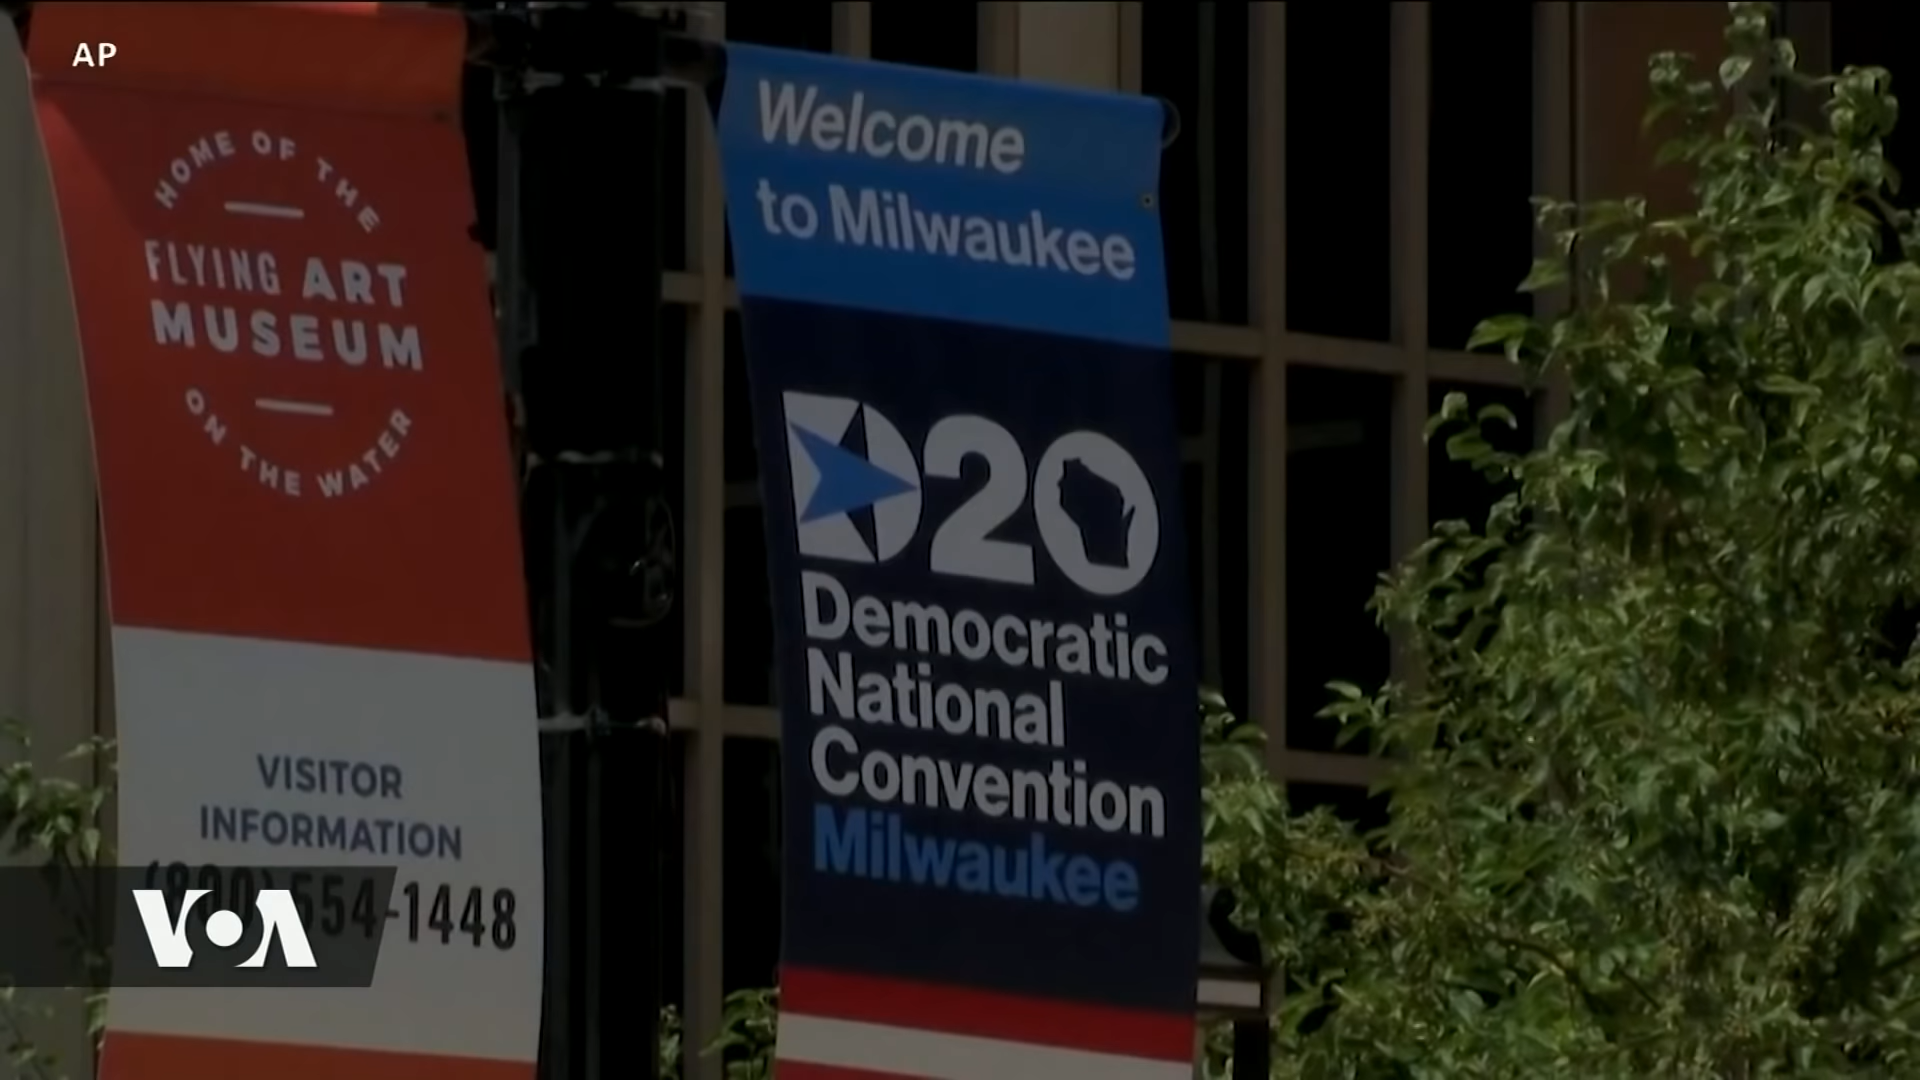 AP
HOME OF THE
FLYING ART
MUSEUM
ON THE WATER
VISITOR
INFORMATION
(800) 554-1448
VOA
Welcome
to Milwaukee
D20
Democratic
National
Convention
Milwaukee